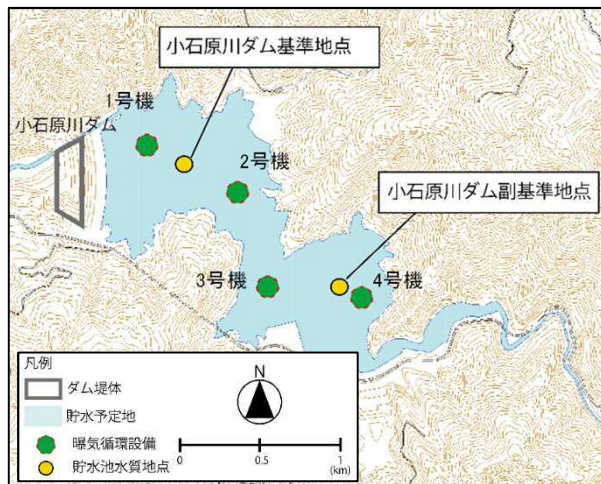 小石原川ダム基準地点
1号機
小石原川ダム
2号機
小石原川ダム副基準地点
3号機
4号機
凡例
ダム堤体
貯水予定地
曝気循環設備
貯水池水質地点
N
0
0.5
1
(km)